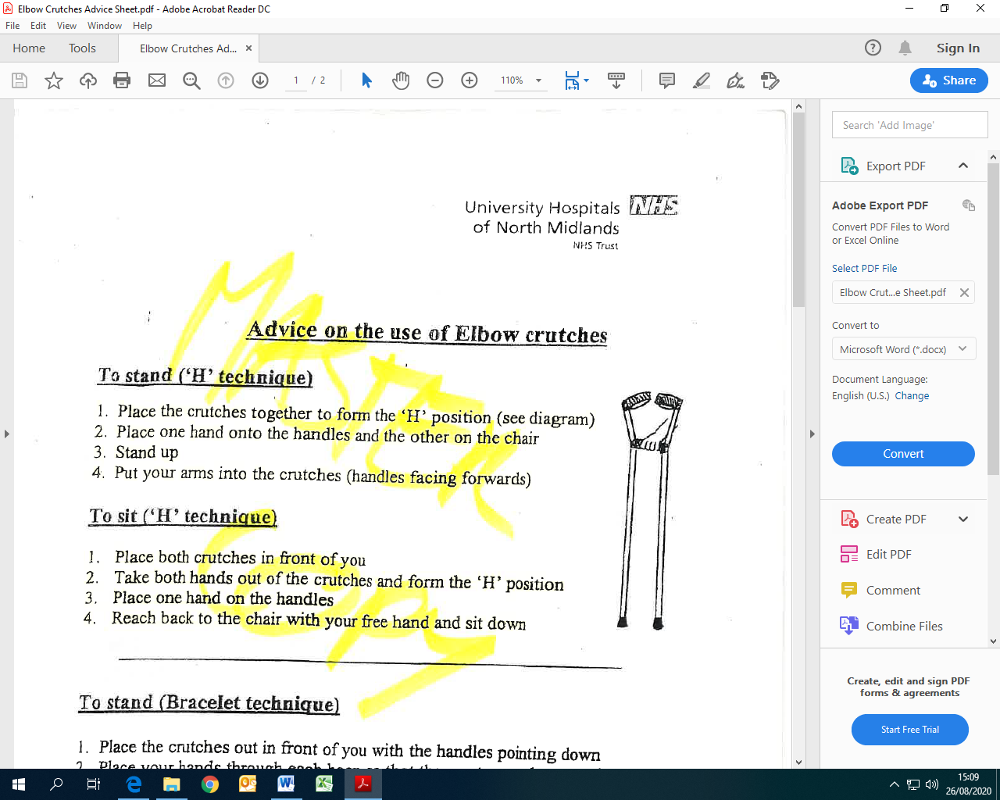 Elbow Crutches Advice Sheet.pdf - Adobe Acrobat Reader DC
File Edit View Window Help
Home Tools Elbow Crutches Ad... × Sign In
1 / 2 110% Share
Search 'Add Image'
Export PDF
Adobe Export PDF
Convert PDF Files to Word
or Excel Online
Select PDF File
Elbow Crut...e Sheet.pdf
Convert to
Microsoft Word (*.docx)
Document Language:
English (U.S.) Change
Convert
Create PDF
Edit PDF
Comment
Combine Files
Create, edit and sign PDF
forms & agreements
Start Free Trial
University Hospitals NHS
of North Midlands
NHS Trust
MASTER
Copy
Advice on the use of Elbow crutches
To stand ('H' technique)
1. Place the crutches together to form the 'H' position (see diagram)
2. Place one hand onto the handles and the other on the chair
3. Stand up
4. Put your arms into the crutches (handles facing forwards)
To sit ('H' technique)
1. Place both crutches in front of you
2. Take both hands out of the crutches and form the 'H' position
3. Place one hand on the handles
4. Reach back to the chair with your free hand and sit down
To stand (Bracelet technique)
1. Place the crutches out in front of you with the handles pointing down
2. Place your hands through each
15:09
26/08/2020